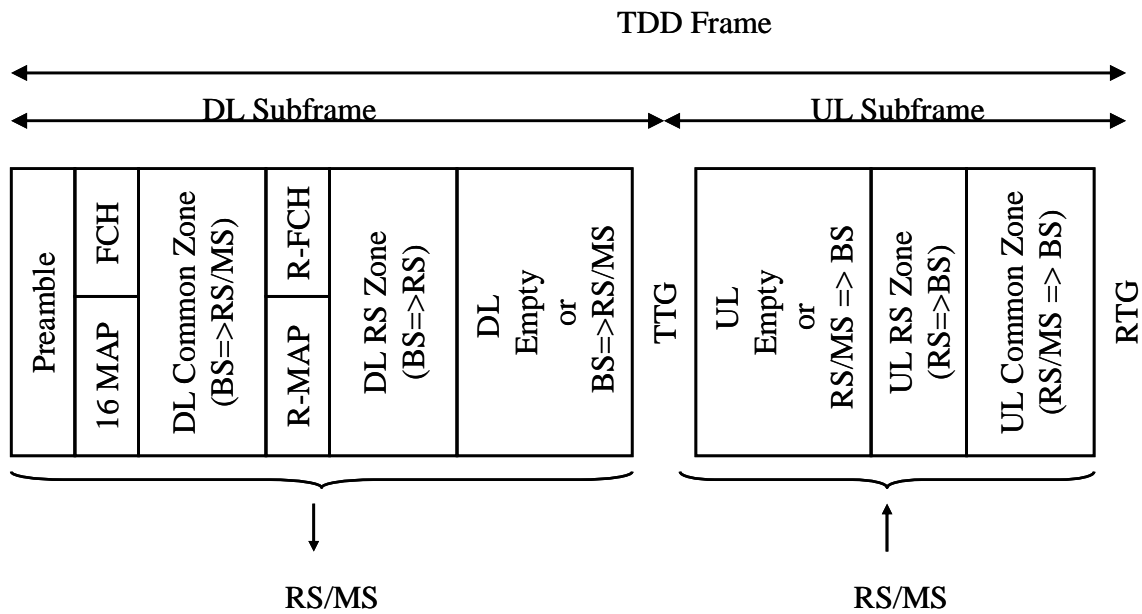 TDD Frame
DL Subframe
UL Subframe
Preamble
FCH
16 MAP
DL Common Zone
(BS=>RS/MS)
R-FCH
R-MAP
DL RS Zone
(BS=>RS)
DL
Empty
or
BS=>RS/MS
TTG
UL
Empty
or
RS/MS => BS
UL RS Zone
(RS=>BS)
UL Common Zone
(RS/MS => BS)
RTG
RS/MS
RS/MS